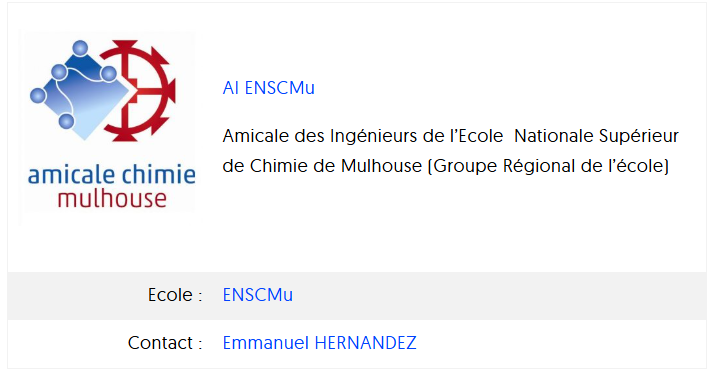 amicale chimie
mulhouse
AI ENSCMu
Amicale des Ingénieurs de l’Ecole  Nationale Supérieur
de Chimie de Mulhouse (Groupe Régional de l’école)
Ecole : ENSCMu
Contact : Emmanuel HERNANDEZ